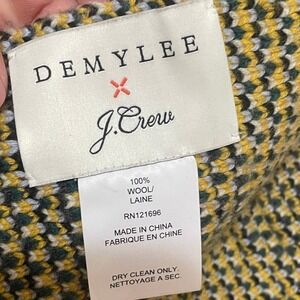 DEMYLEE
X
J.Crew
100%
WOOL/
LAINE
RN121696
MADE IN CHINA
FABRIQUE EN CHINE
DRY CLEAN ONLY.
NETTOYAGE A SEC.